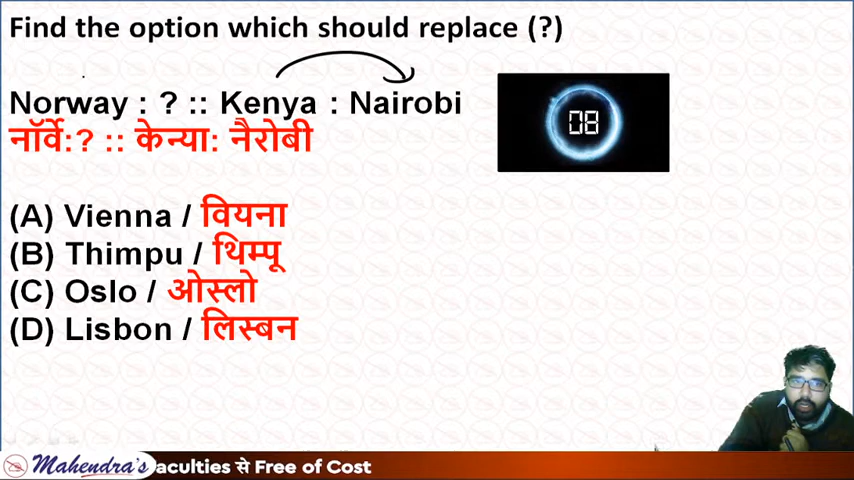 Find the option which should replace (?)
Norway : ? :: Kenya : Nairobi
नॉर्वे:? :: केन्या: नैरोबी
08
(A) Vienna / वियना
(B) Thimpu / थिम्पू
(C) Oslo / ओस्लो
(D) Lisbon / लिस्बन
Mahendra's aculties से Free of Cost